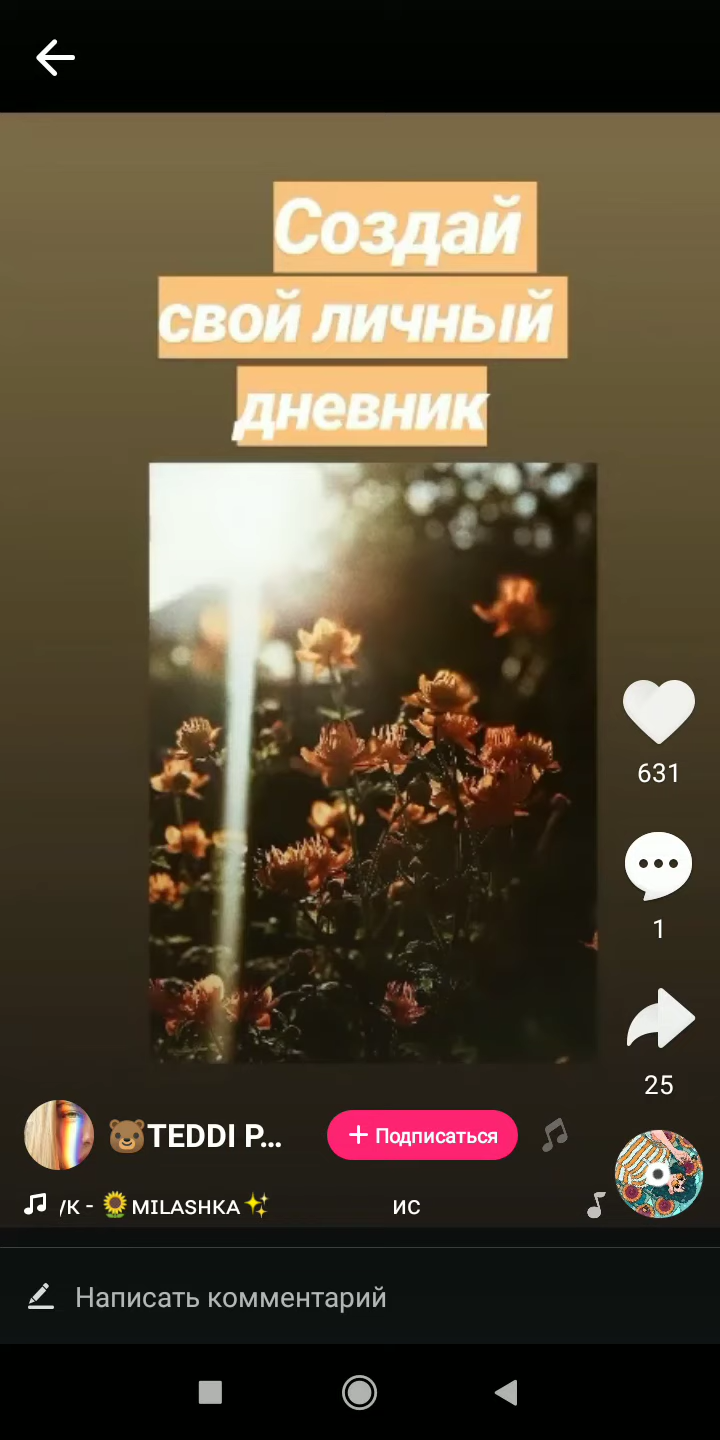 Создай
свой личный
дневник
631
1
25
🐻TEDDI P...
+ Подписаться
/K - 🌻MILASHKA✨
ис
Написать комментарий